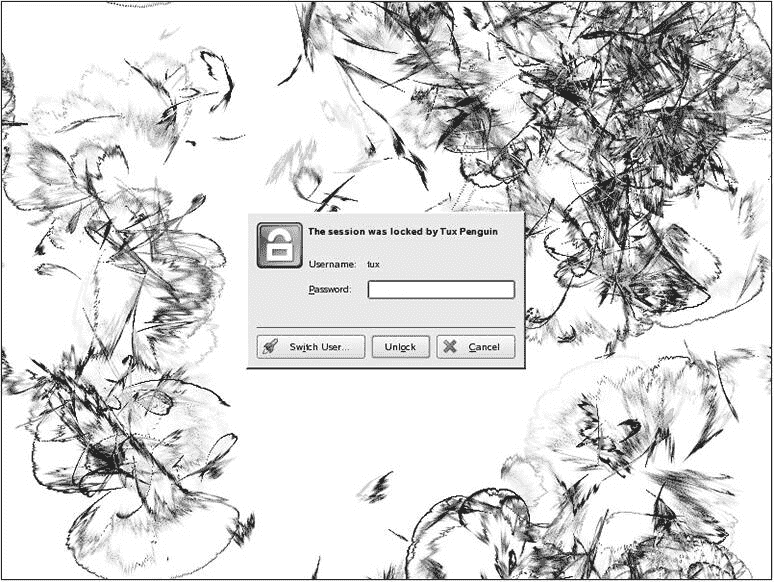 The session was locked by Tux Penguin
Username: tux
Password:
Switch User... Unlock Cancel